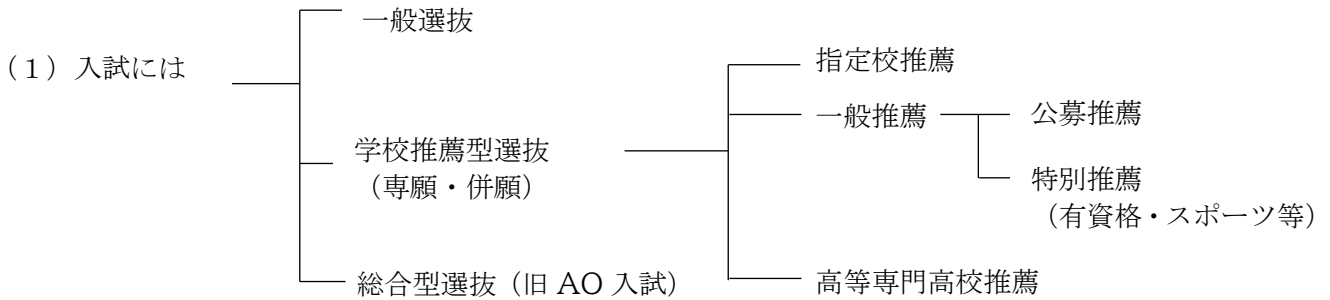 一般選抜
（１）入試には
指定校推薦
一般推薦
公募推薦
学校推薦型選抜
（専願・併願）
特別推薦
（有資格・スポーツ等）
総合型選抜（旧 AO 入試）
高等専門高校推薦